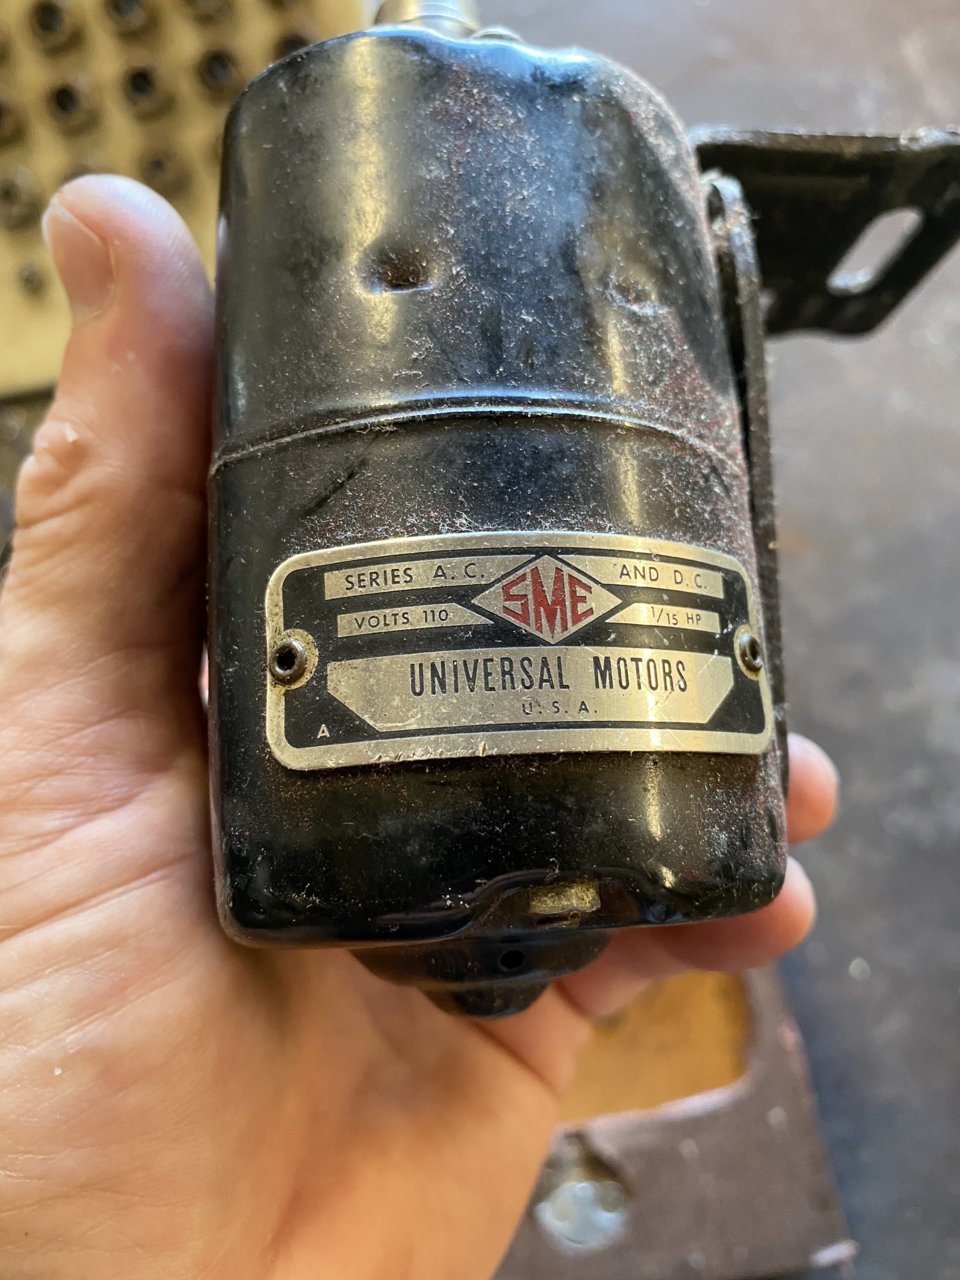 SERIES A.C. SME AND D.C.
VOLTS 110 1/15 HP
UNIVERSAL MOTORS
U.S.A.
A